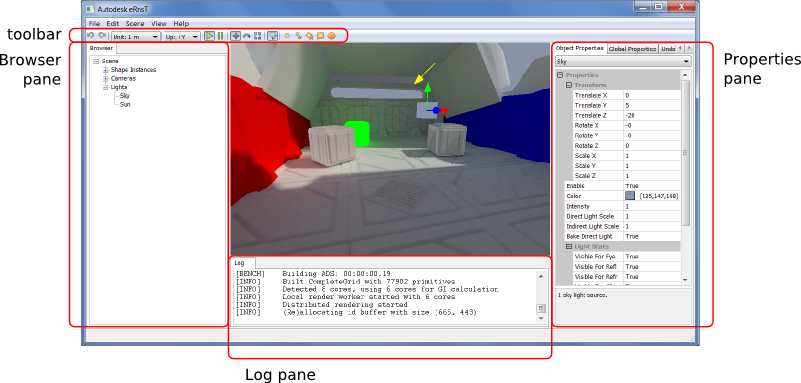 Autodesk eRnsT
File Edit Scene View Help
toolbar
Unit: 1 m
Up: +Y
Browser pane
Browser
Scene
Shape Instances
Cameras
Lights
Sky
Sun
Object Properties Global Properties Undo
Sky
Properties
Transform
Translate X 0
Translate Y 5
Translate Z -20
Rotate X -0
Rotate Y 0
Rotate Z 0
Scale X 1
Scale Y 1
Scale Z 1
Enable True
Color (135,147,168)
Intensity 1
Direct Light Scale 1
Indirect Light Scale 1
Bake Direct Light True
Light Stats
Visible For Eye True
Visible For Refl True
Visible For Refr True
1 sky light source.
Properties pane
Log
[BENCH] Building ADS: 00:00:00.19
[INFO] Built CompleteGrid with 77902 primitives
[INFO] Detected 8 cores, using 6 cores for GI calculation
[INFO] Local render worker started with 6 cores
[INFO] Distributed rendering started
[INFO] (Re)allocating id buffer with size (665, 443)
Log pane